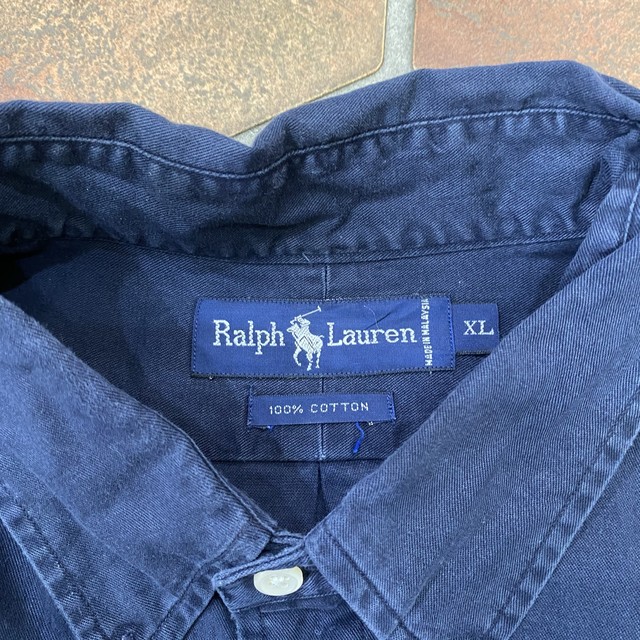 Ralph Lauren
MADE IN MALAYSIA
XL
100% COTTON